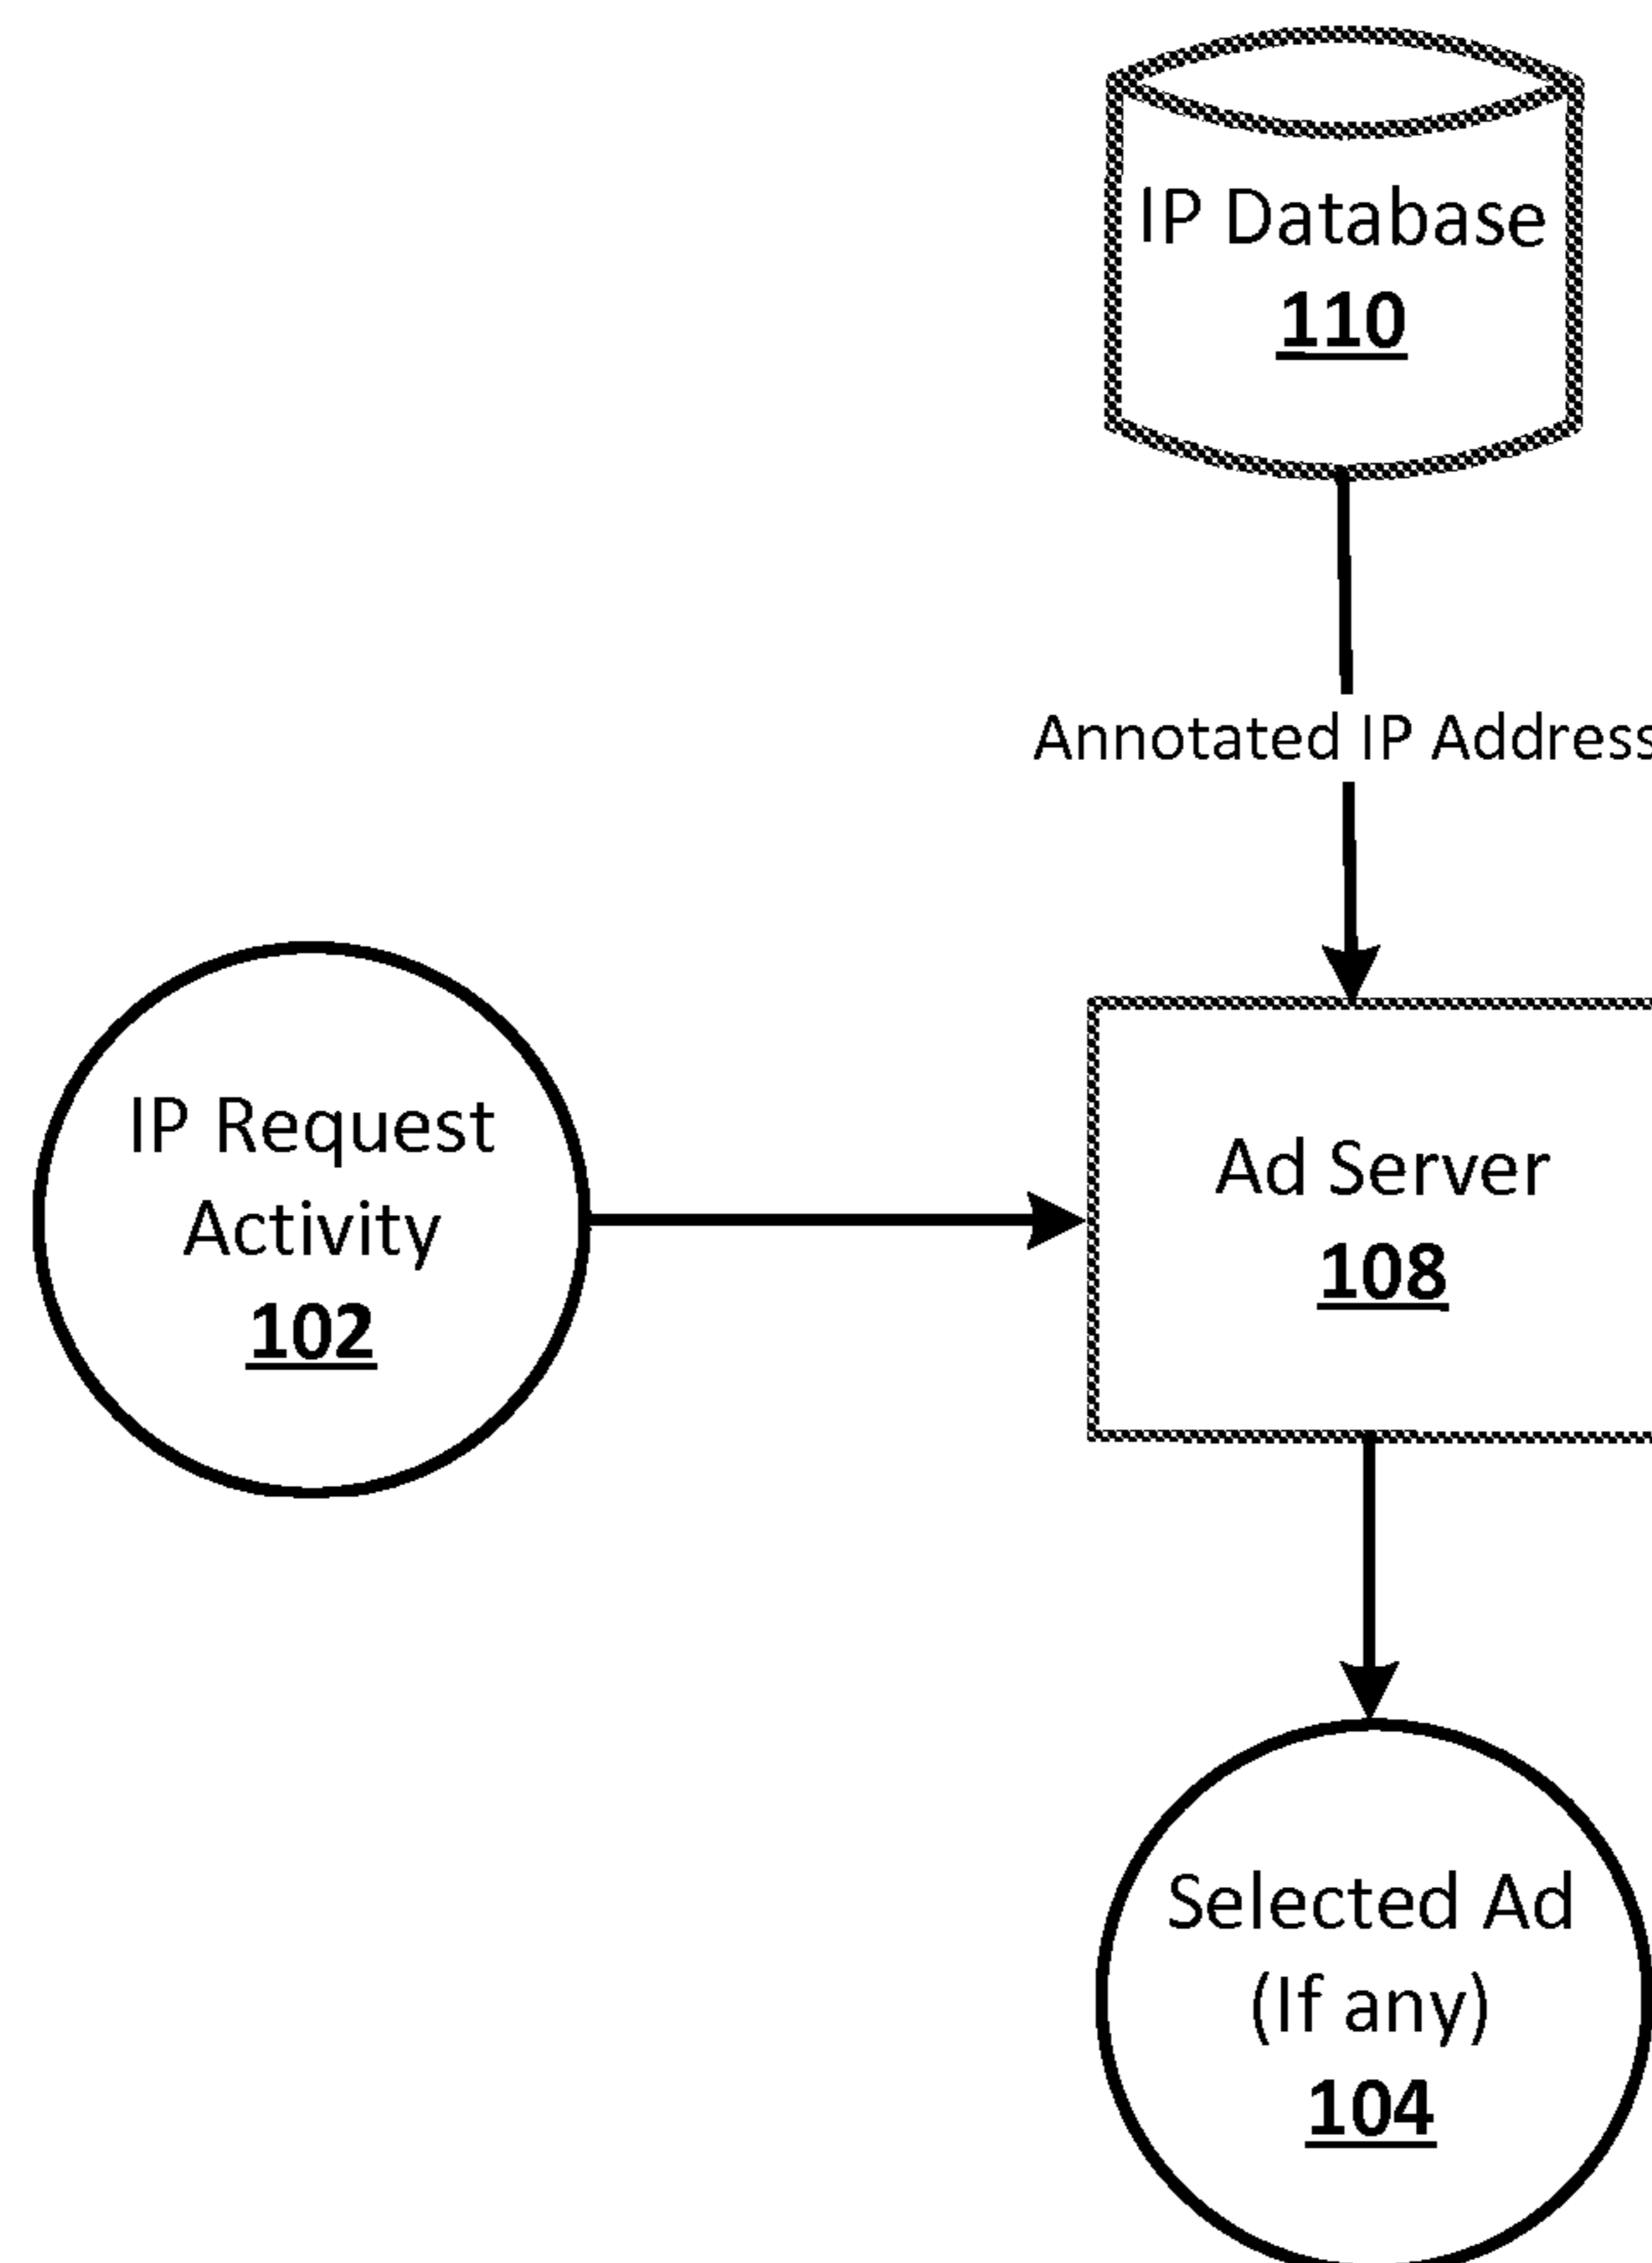 IP Database
110
Annotated IP Address
IP Request
Activity
102
Ad Server
108
Selected Ad
(If any)
104